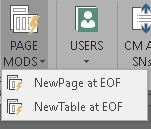 PAGE
MODS
USERS
CM A
SNs
NewPage at EOF
NewTable at EOF